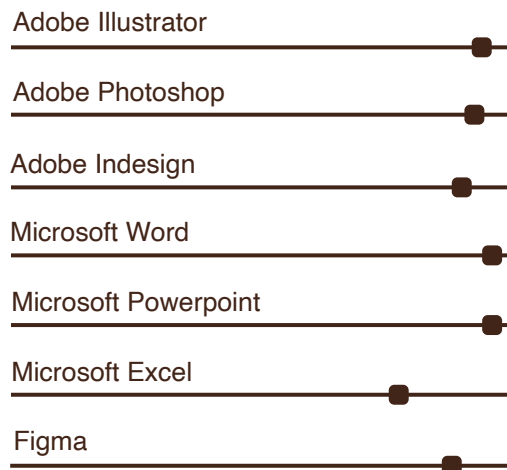 Adobe Illustrator
Adobe Photoshop
Adobe Indesign
Microsoft Word
Microsoft Powerpoint
Microsoft Excel
Figma